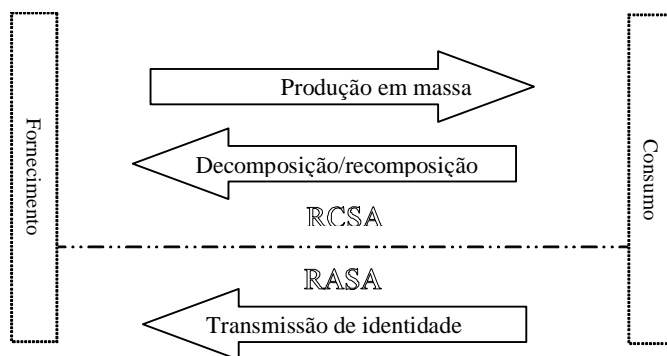 Fornecimento
Produção em massa
Decomposição/recomposição
RCSA
RASA
Transmissão de identidade
Consumo